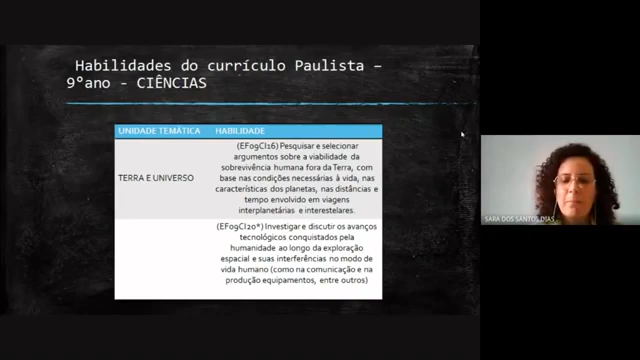 Habilidades do currículo Paulista –
9°ano - CIÊNCIAS
UNIDADE TEMÁTICA HABILIDADE
(EF09CI16) Pesquisar e selecionar
argumentos sobre a viabilidade da
sobrevivência humana fora da Terra, com
base nas condições necessárias à vida, nas
TERRA E UNIVERSO
características dos planetas, nas distâncias e
tempo envolvido em viagens
interplanetárias e interestelares.
(EF09CI20*) Investigar e discutir os avanços
tecnológicos conquistados pela
humanidade ao longo da exploração
espacial e suas interferências no modo de
vida humano (como na comunicação e na
produção equipamentos, entre outros)
SARA DOS SANTOS DIAS